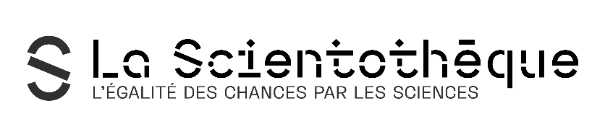 La Scientothèque
L'ÉGALITÉ DES CHANCES PAR LES SCIENCES